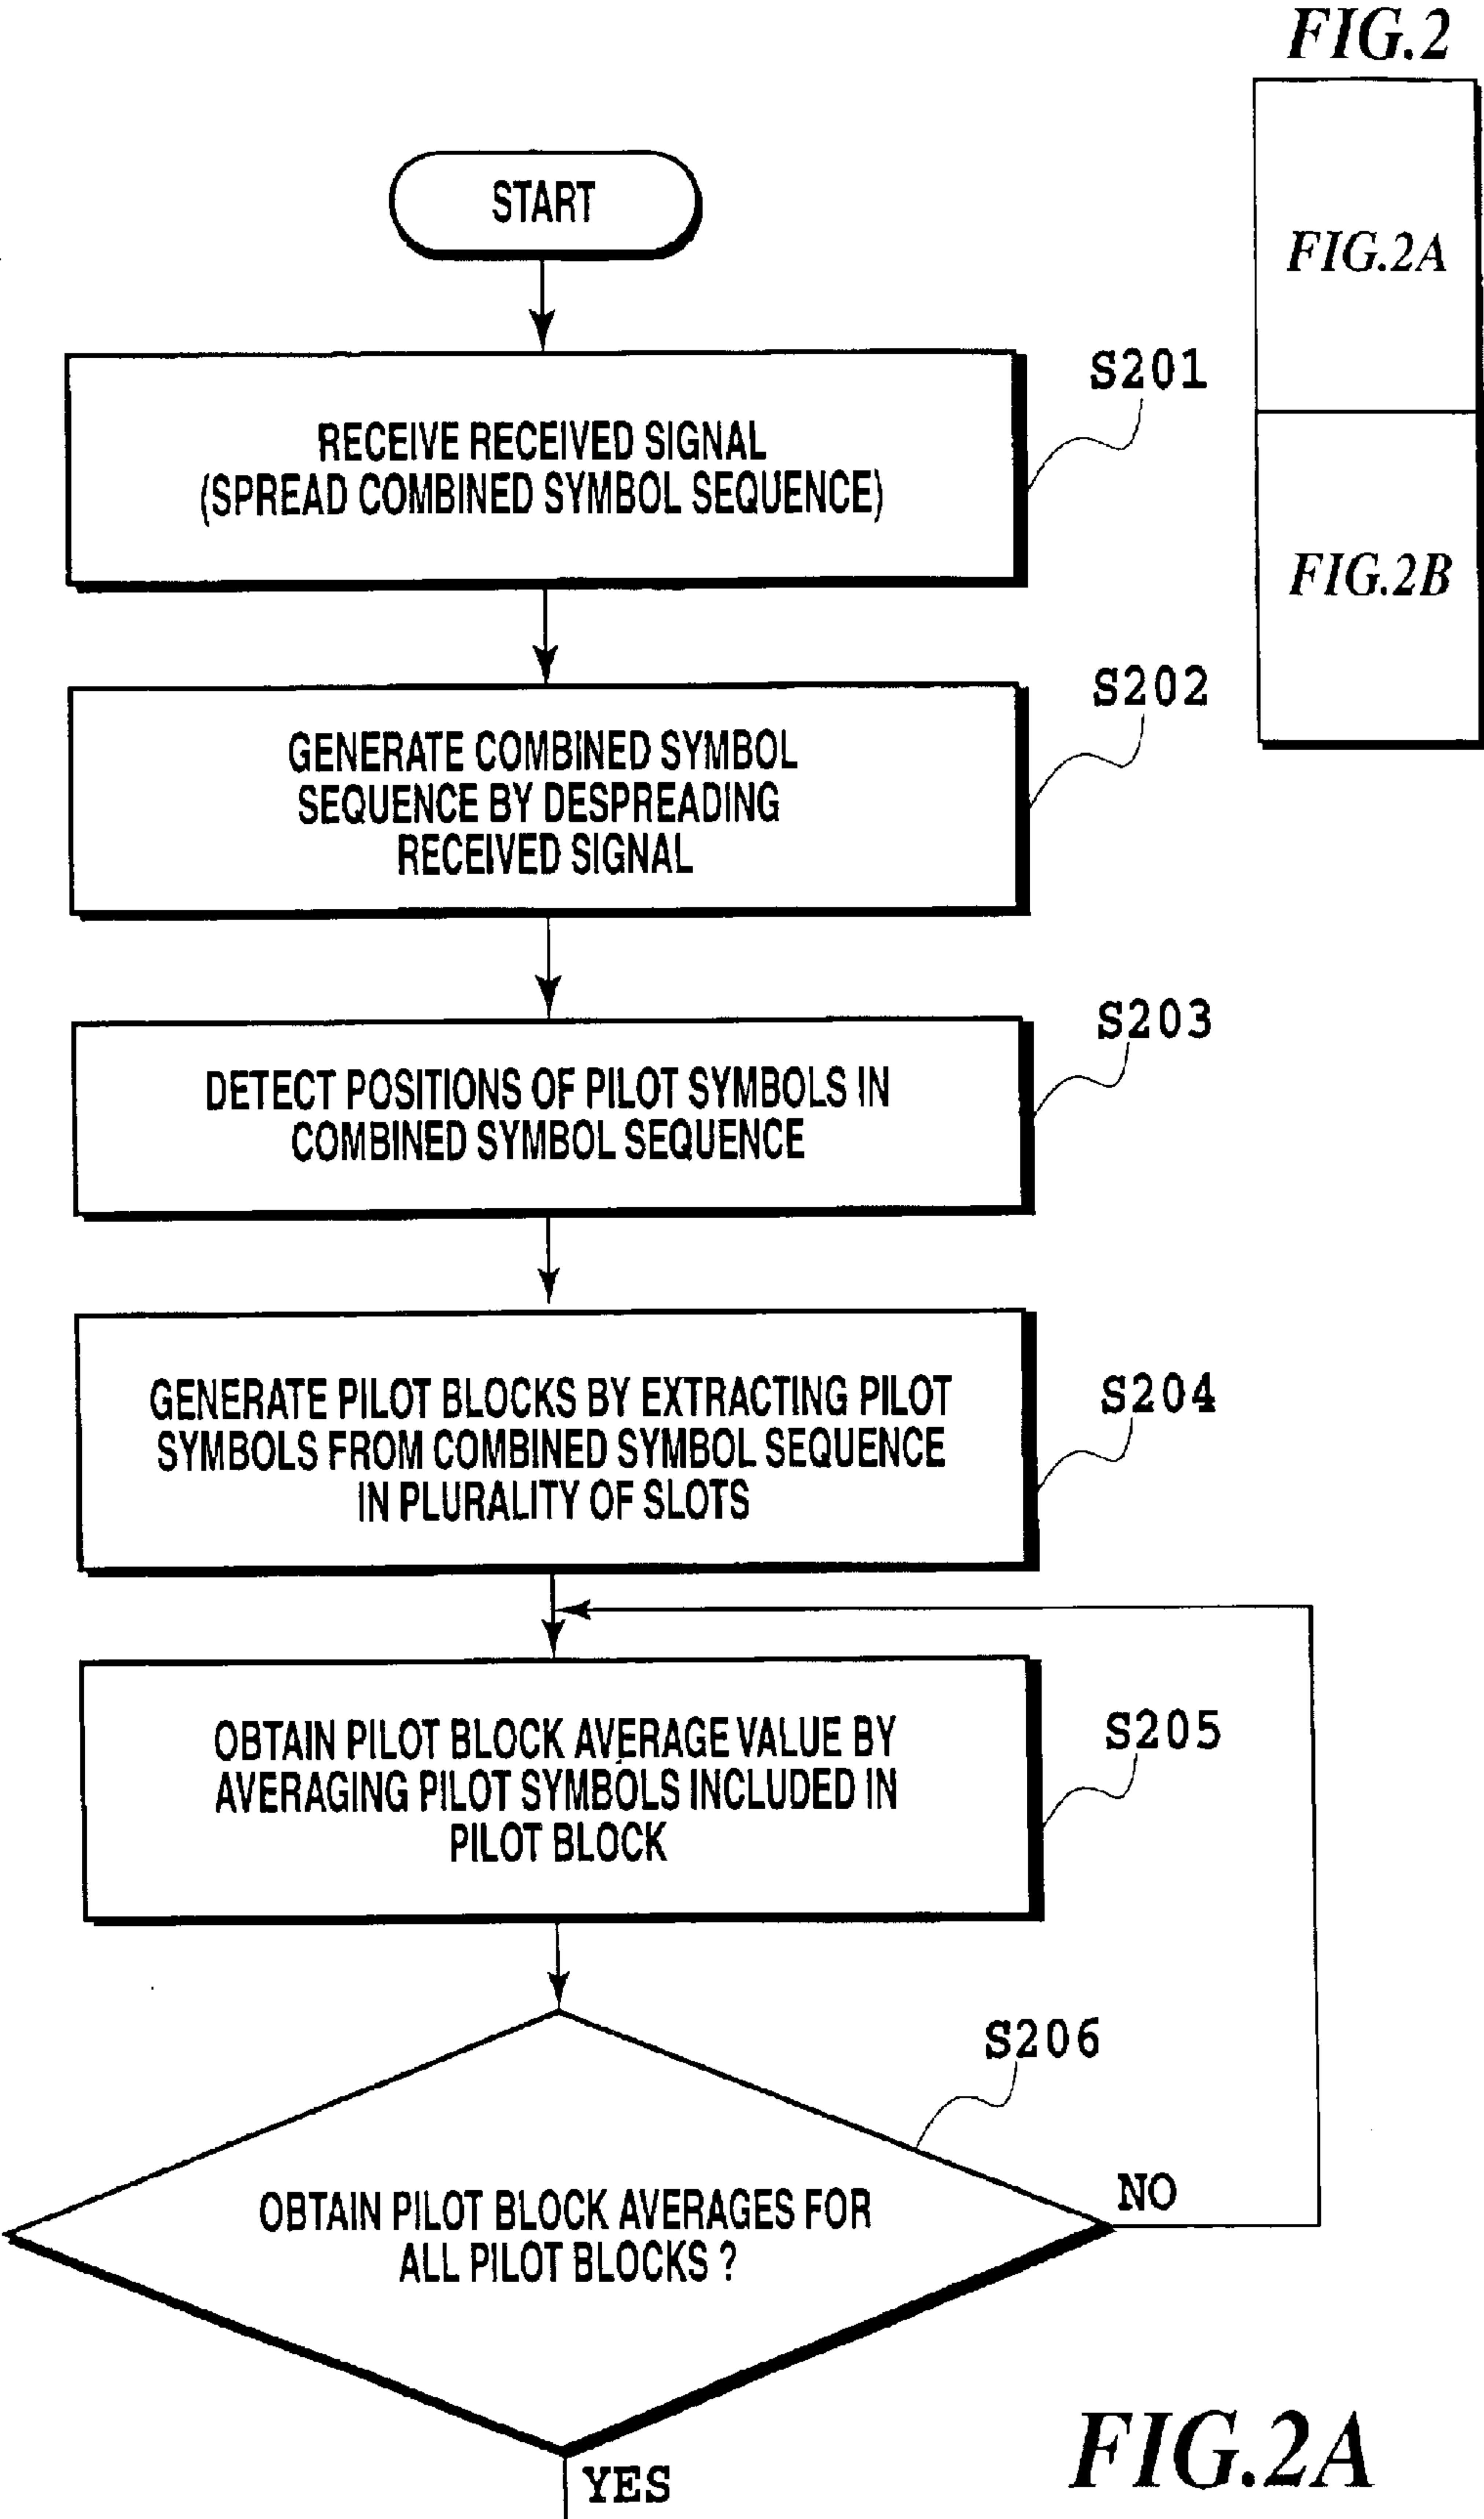 FIG.2
FIG.2A
FIG.2B
START
S201
RECEIVE RECEIVED SIGNAL
(SPREAD COMBINED SYMBOL SEQUENCE)
S202
GENERATE COMBINED SYMBOL
SEQUENCE BY DESPREADING
RECEIVED SIGNAL
S203
DETECT POSITIONS OF PILOT SYMBOLS IN
COMBINED SYMBOL SEQUENCE
S204
GENERATE PILOT BLOCKS BY EXTRACTING PILOT
SYMBOLS FROM COMBINED SYMBOL SEQUENCE
IN PLURALITY OF SLOTS
S205
OBTAIN PILOT BLOCK AVERAGE VALUE BY
AVERAGING PILOT SYMBOLS INCLUDED IN
PILOT BLOCK
S206
OBTAIN PILOT BLOCK AVERAGES FOR
ALL PILOT BLOCKS ?
NO
YES
FIG.2A